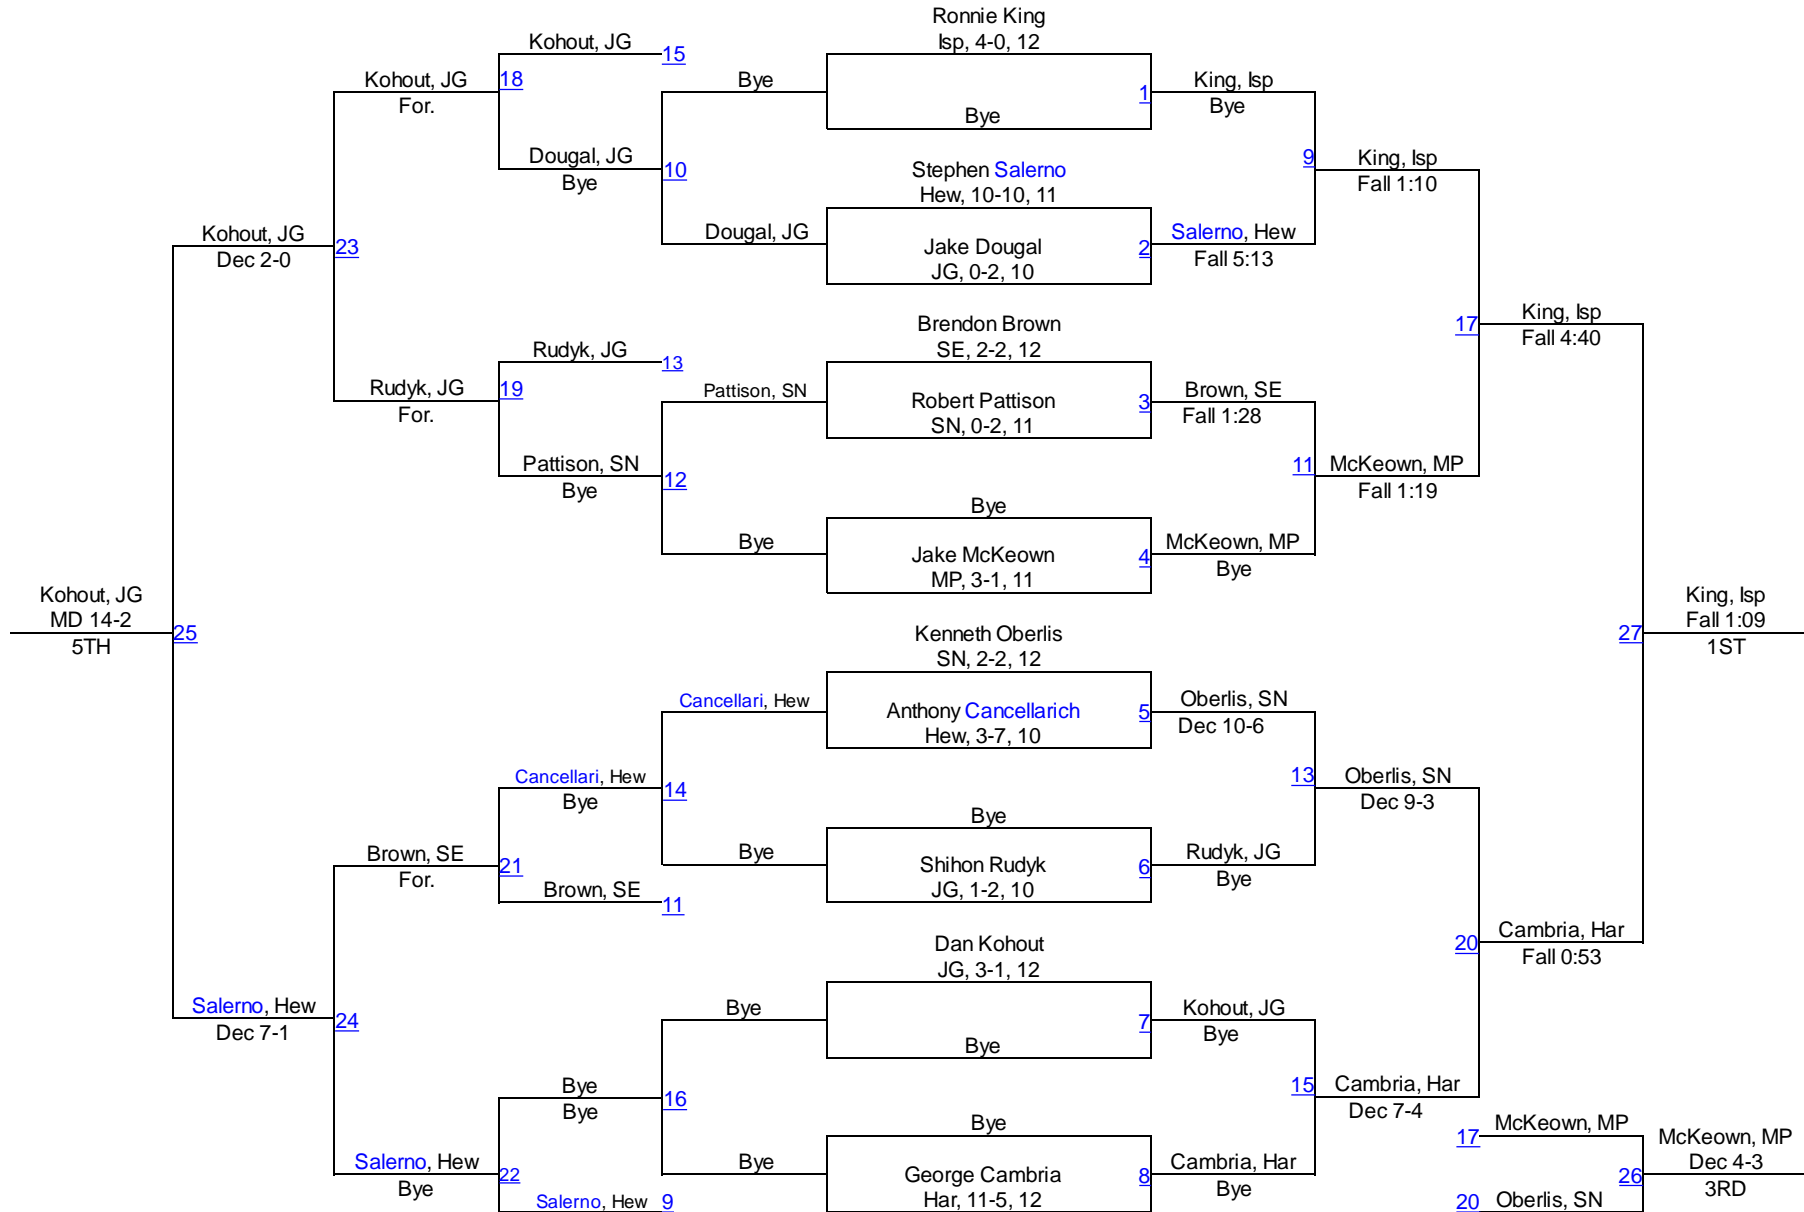 Ronnie King
Isp, 4-0, 12
Kohout, JG
15
Kohout, JG
18
For.
Bye
1
King, Isp
Bye
Bye
Dougal, JG
10
Bye
Stephen Salerno
Hew, 10-10, 11
9
King, Isp
Fall 1:10
Kohout, JG
23
Dec 2-0
Dougal, JG
Jake Dougal
JG, 0-2, 10
2
Salerno, Hew
Fall 5:13
Brendon Brown
SE, 2-2, 12
17
King, Isp
Fall 4:40
Rudyk, JG
13
Rudyk, JG
19
For.
Pattison, SN
Robert Pattison
SN, 0-2, 11
3
Brown, SE
Fall 1:28
Pattison, SN
12
Bye
11
McKeown, MP
Fall 1:19
Bye
Bye
Jake McKeown
MP, 3-1, 11
4
McKeown, MP
Bye
Kohout, JG
MD 14-2
25
5TH
King, Isp
Fall 1:09
27
1ST
Kenneth Oberlis
SN, 2-2, 12
Cancellari, Hew
Anthony Cancellarich
Hew, 3-7, 10
5
Oberlis, SN
Dec 10-6
Cancellari, Hew
14
Bye
13
Oberlis, SN
Dec 9-3
Bye
Brown, SE
21
For.
Bye
Shihon Rudyk
JG, 1-2, 10
6
Rudyk, JG
Bye
Brown, SE
11
Dan Kohout
JG, 3-1, 12
20
Cambria, Har
Fall 0:53
Salerno, Hew
24
Dec 7-1
Bye
7
Kohout, JG
Bye
Bye
Bye
16
Bye
15
Cambria, Har
Dec 7-4
Bye
Salerno, Hew
22
Bye
Bye
George Cambria
Har, 11-5, 12
8
Cambria, Har
Bye
Salerno, Hew
9
17
McKeown, MP
McKeown, MP
Dec 4-3
26
3RD
20
Oberlis, SN